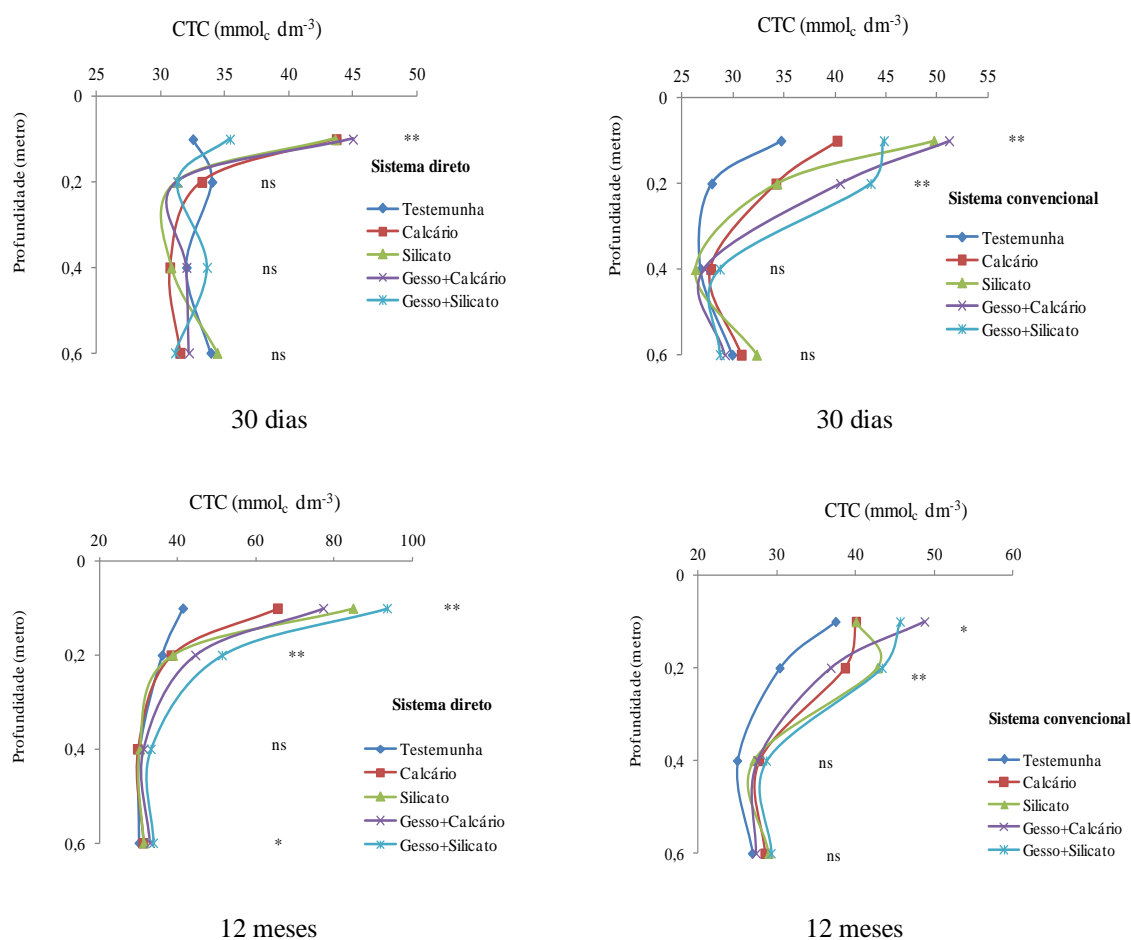 CTC (mmolc dm-3)
25 30 35 40 45 50
0
0,2
0,4
0,6
Profundidade (metro)
**
ns
ns
ns
Sistema direto
Testemunha
Calcário
Silicato
Gesso+Calcário
Gesso+Silicato
30 dias
CTC (mmolc dm-3)
25 30 35 40 45 50 55
0
0,2
0,4
0,6
Profundidade (metro)
**
**
ns
ns
Sistema convencional
Testemunha
Calcário
Silicato
Gesso+Calcário
Gesso+Silicato
30 dias
CTC (mmolc dm-3)
20 40 60 80 100
0
0,2
0,4
0,6
Profundidade (metro)
**
**
ns
*
Sistema direto
Testemunha
Calcário
Silicato
Gesso+Calcário
Gesso+Silicato
12 meses
CTC (mmolc dm-3)
20 30 40 50 60
0
0,2
0,4
0,6
Profundidade (metro)
*
**
ns
ns
Sistema convencional
Testemunha
Calcário
Silicato
Gesso+Calcário
Gesso+Silicato
12 meses